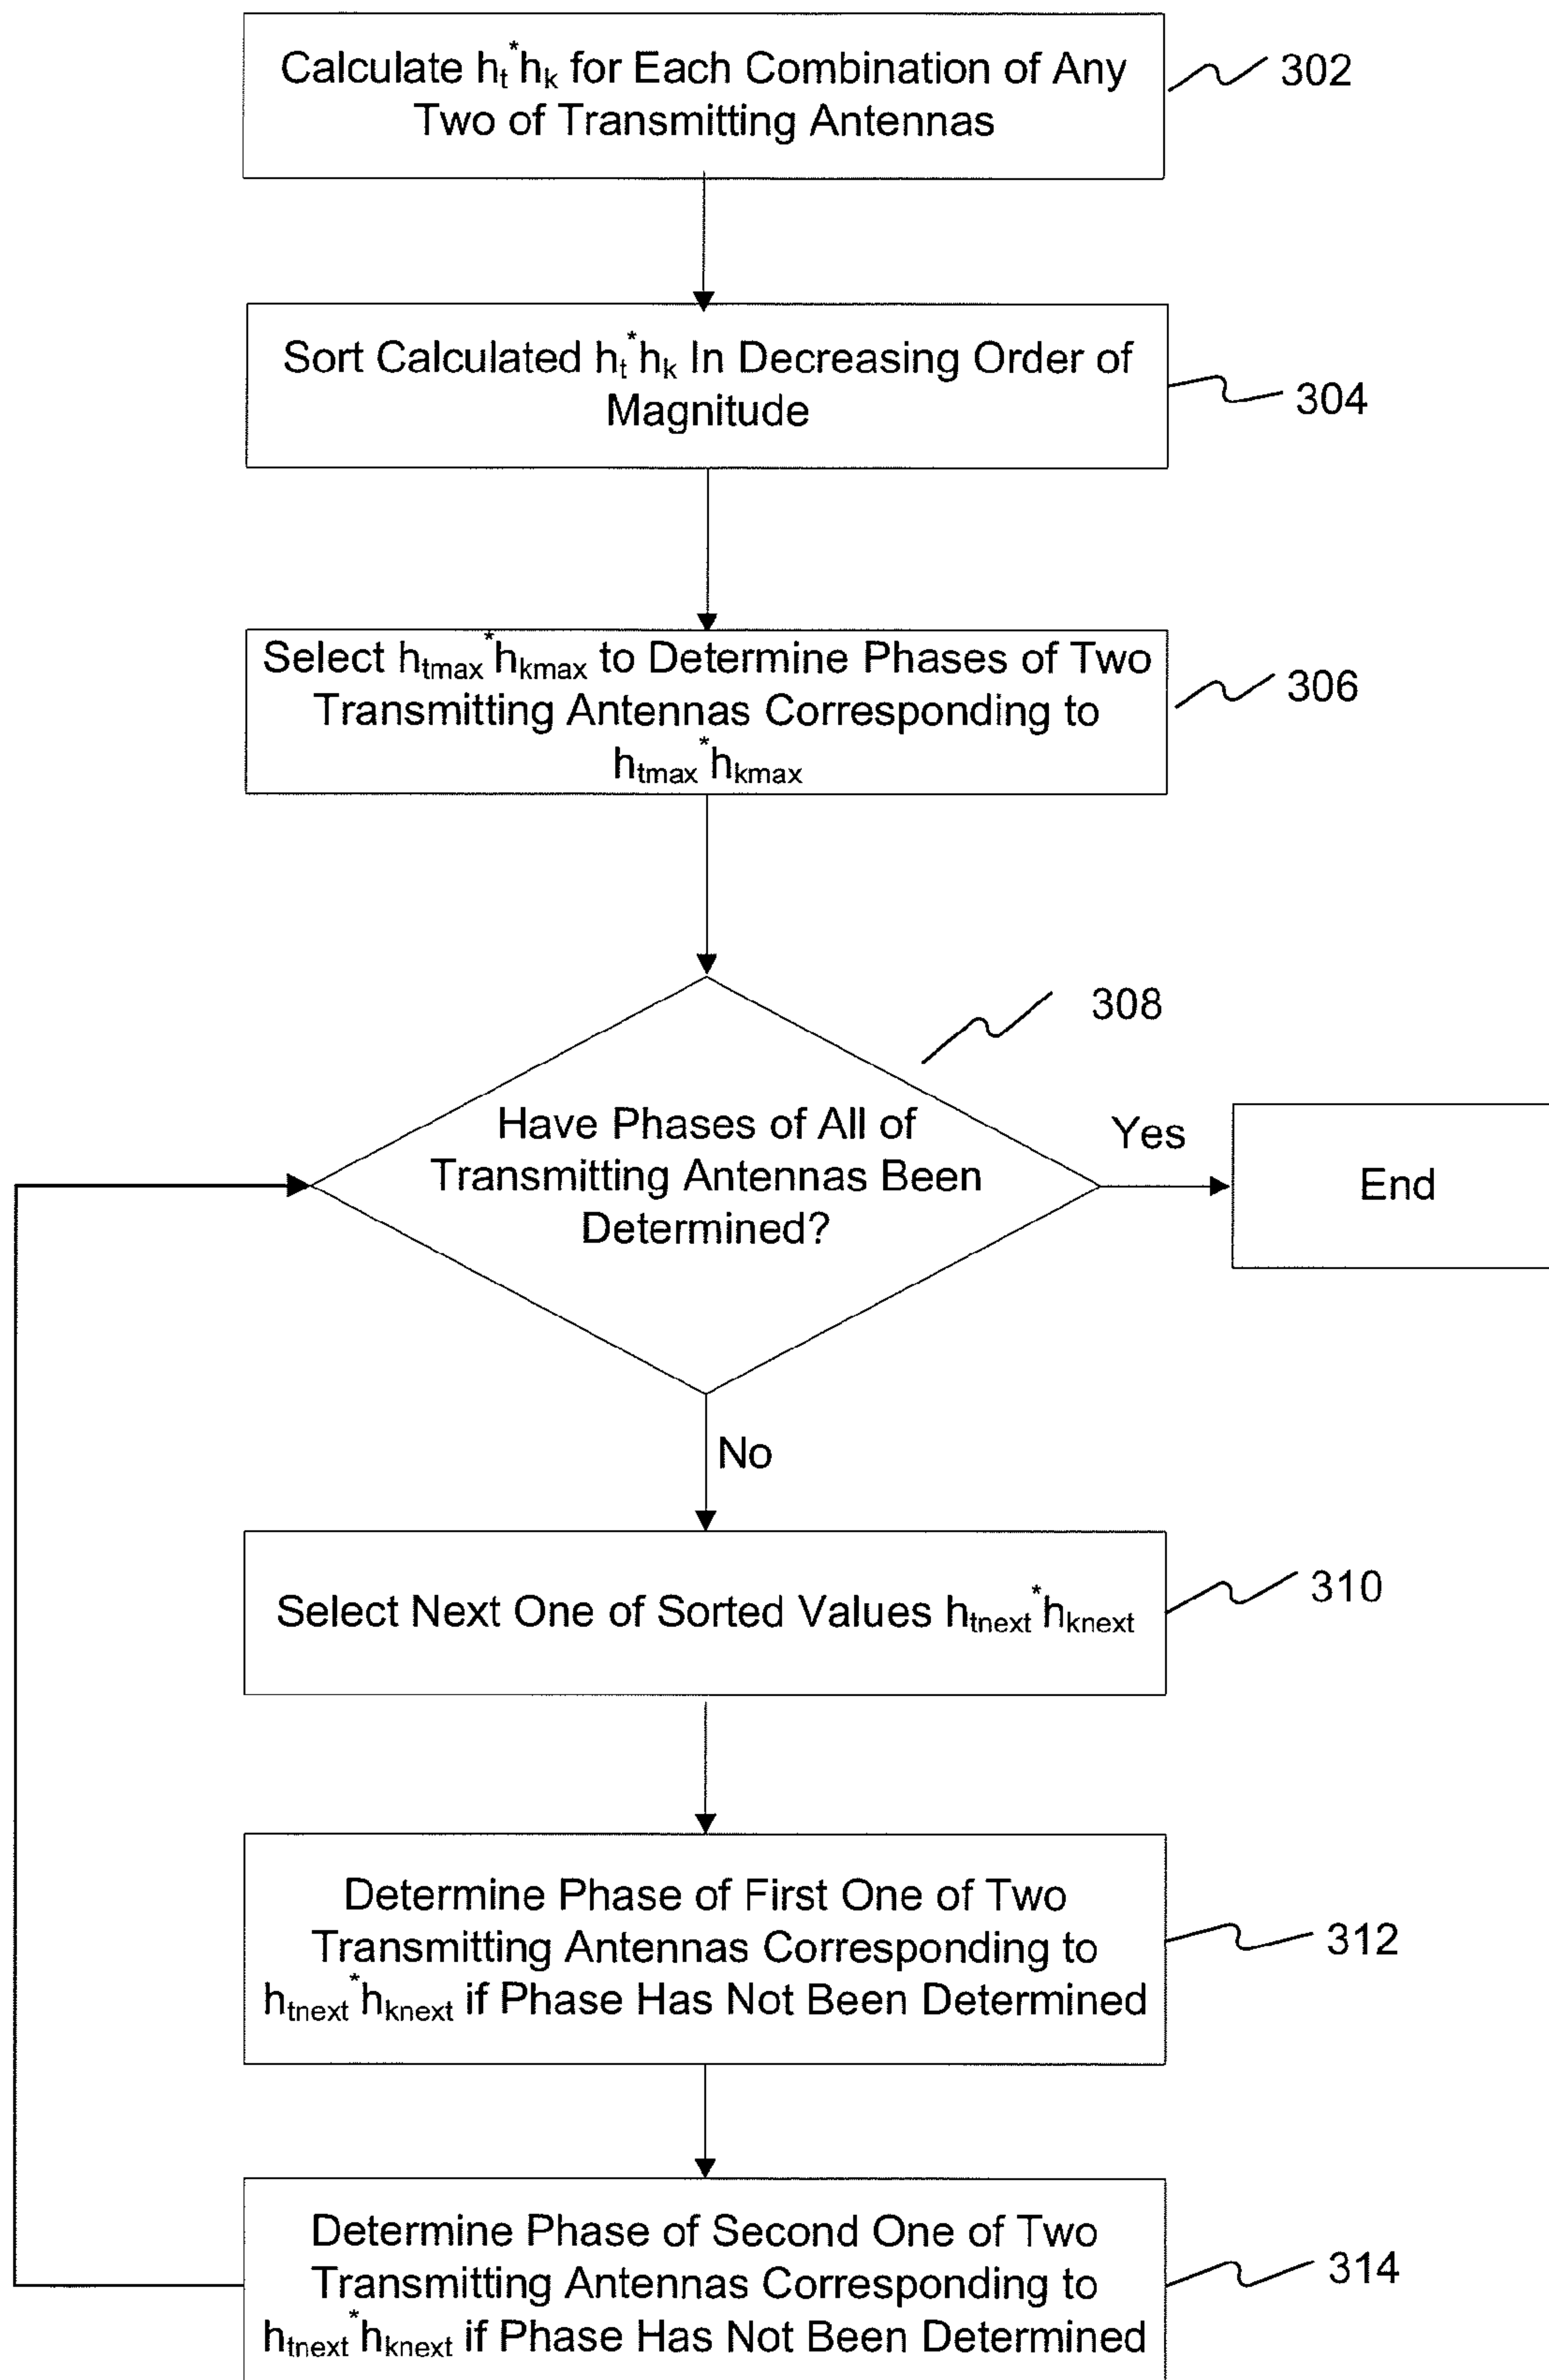 Calculate hₜ*hₖ for Each Combination of Any
Two of Transmitting Antennas
302
Sort Calculated hₜ*hₖ In Decreasing Order of
Magnitude
304
Select hₜₘₐₓ*hₖₘₐₓ to Determine Phases of Two
Transmitting Antennas Corresponding to
hₜₘₐₓ*hₖₘₐₓ
306
308
Have Phases of All of
Transmitting Antennas Been
Determined?
Yes
End
No
Select Next One of Sorted Values hₜₙₑₓₜ*hₖₙₑₓₜ
310
Determine Phase of First One of Two
Transmitting Antennas Corresponding to
hₜₙₑₓₜ*hₖₙₑₓₜ if Phase Has Not Been Determined
312
Determine Phase of Second One of Two
Transmitting Antennas Corresponding to
hₜₙₑₓₜ*hₖₙₑₓₜ if Phase Has Not Been Determined
314